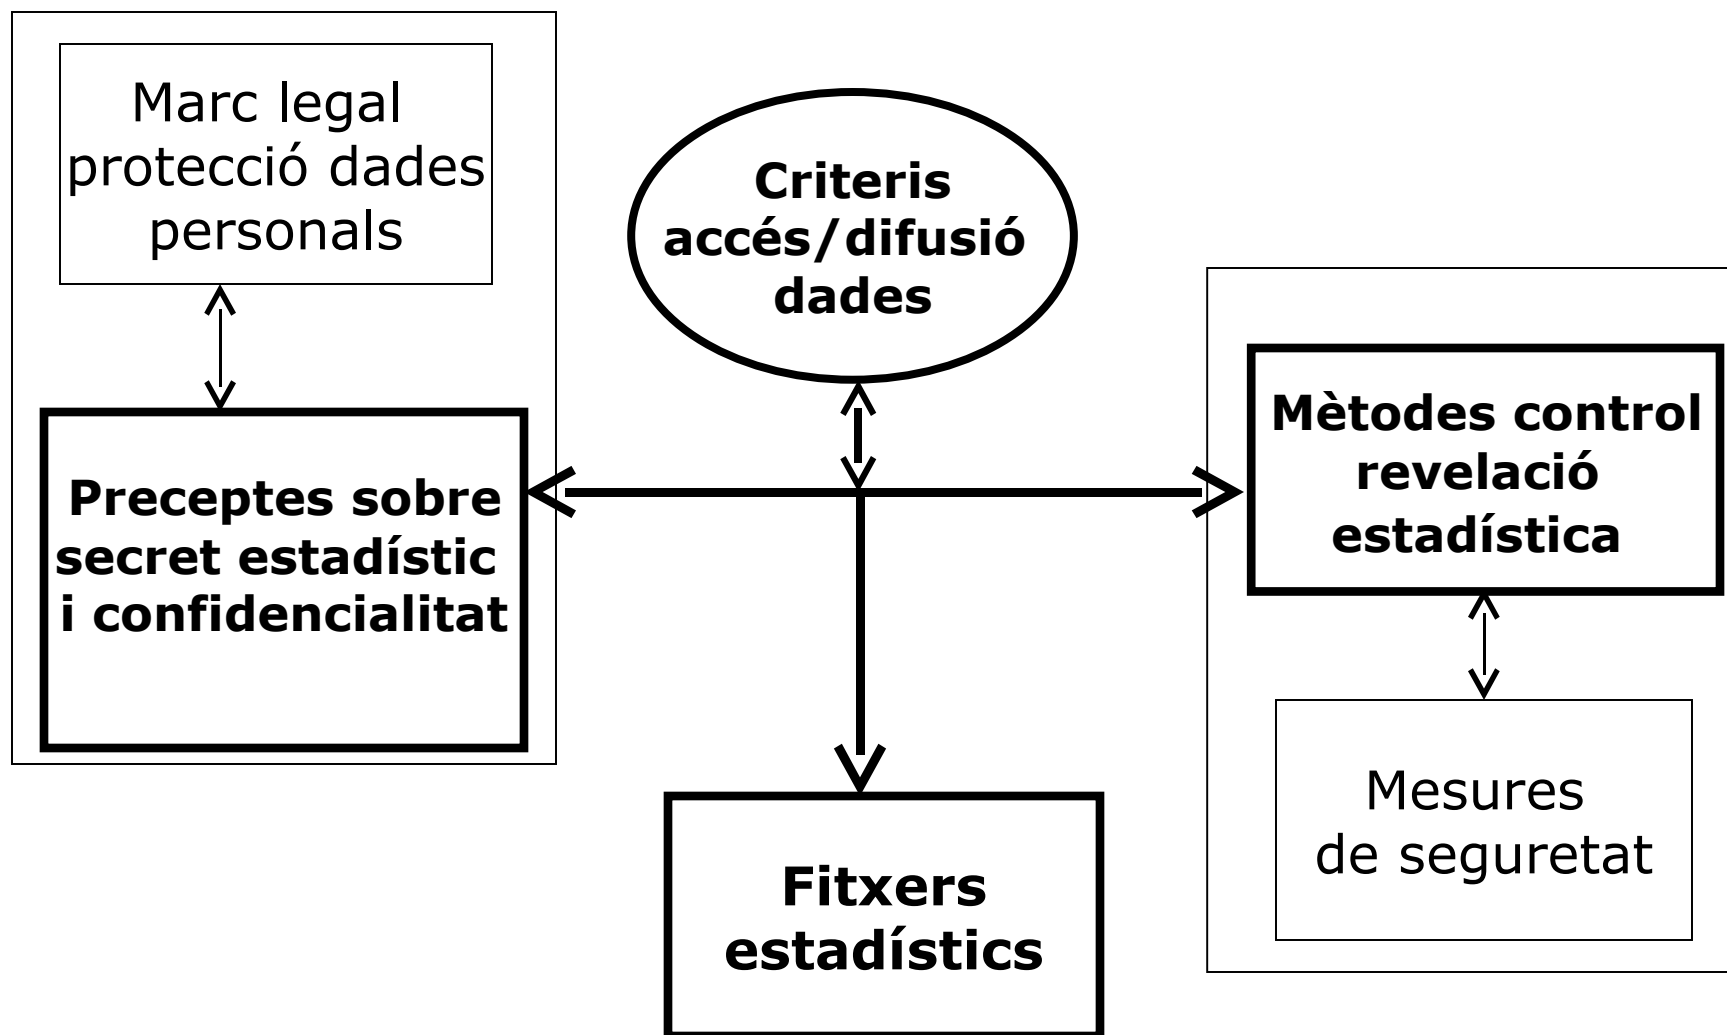 Marc legal
protecció dades
personals
Criteris
accés/difusió
dades
Preceptes sobre
secret estadístic
i confidencialitat
Mètodes control
revelació
estadística
Mesures
de seguretat
Fitxers
estadístics